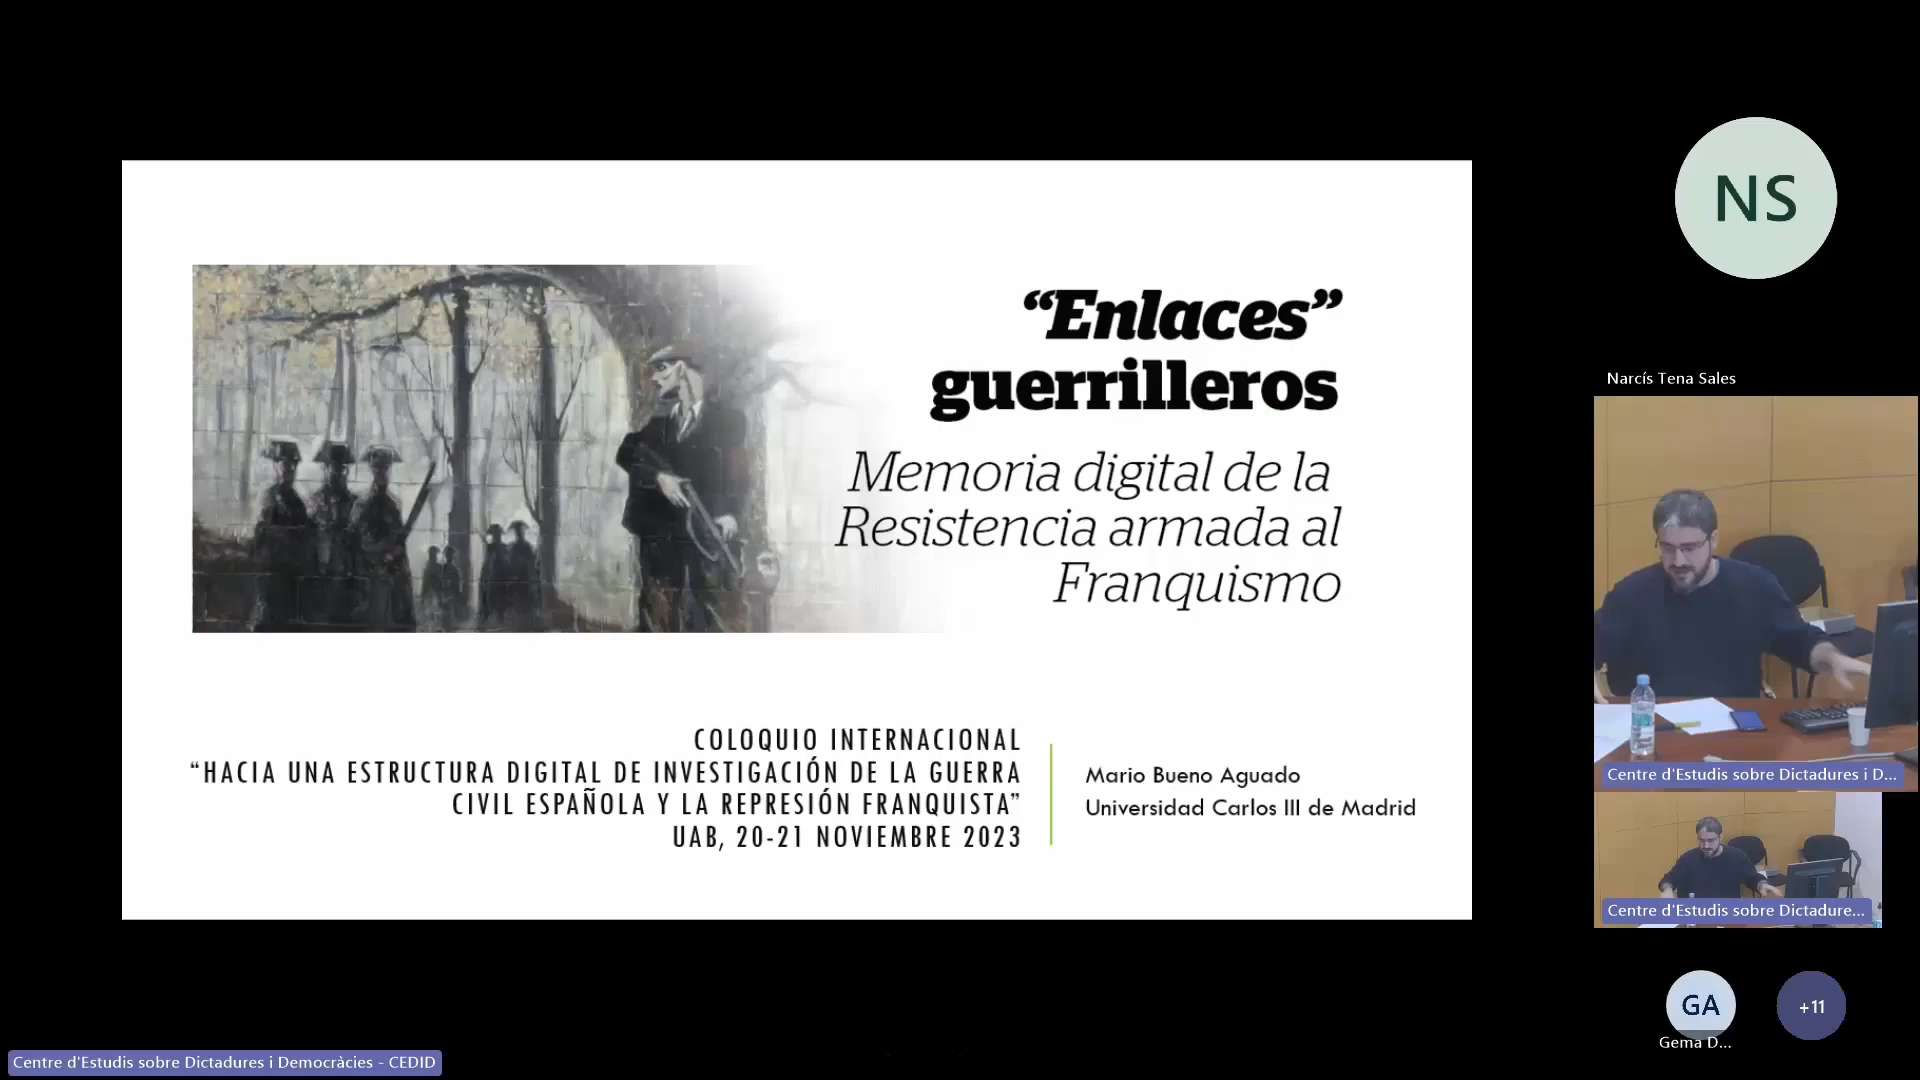 “Enlaces”
guerrilleros
Memoria digital de la
Resistencia armada al
Franquismo
COLOQUIO INTERNACIONAL
“HACIA UNA ESTRUCTURA DIGITAL DE INVESTIGACIÓN DE LA GUERRA
CIVIL ESPAÑOLA Y LA REPRESIÓN FRANQUISTA”
UAB, 20-21 NOVIEMBRE 2023
Mario Bueno Aguado
Universidad Carlos III de Madrid
NS
Narcís Tena Sales
Centre d'Estudis sobre Dictadures i D...
Centre d'Estudis sobre Dictadure...
GA
+11
Gema D...
Centre d'Estudis sobre Dictadures i Democràcies - CEDID